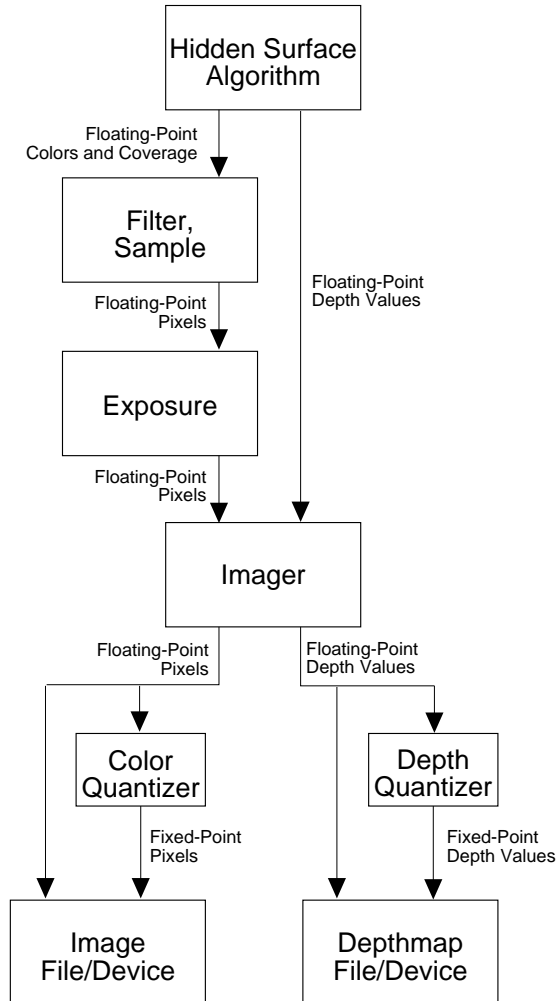 Hidden Surface
Algorithm
Floating-Point
Colors and Coverage
Filter,
Sample
Floating-Point
Depth Values
Floating-Point
Pixels
Exposure
Floating-Point
Pixels
Imager
Floating-Point
Pixels
Floating-Point
Depth Values
Color
Quantizer
Depth
Quantizer
Fixed-Point
Pixels
Fixed-Point
Depth Values
Image
File/Device
Depthmap
File/Device